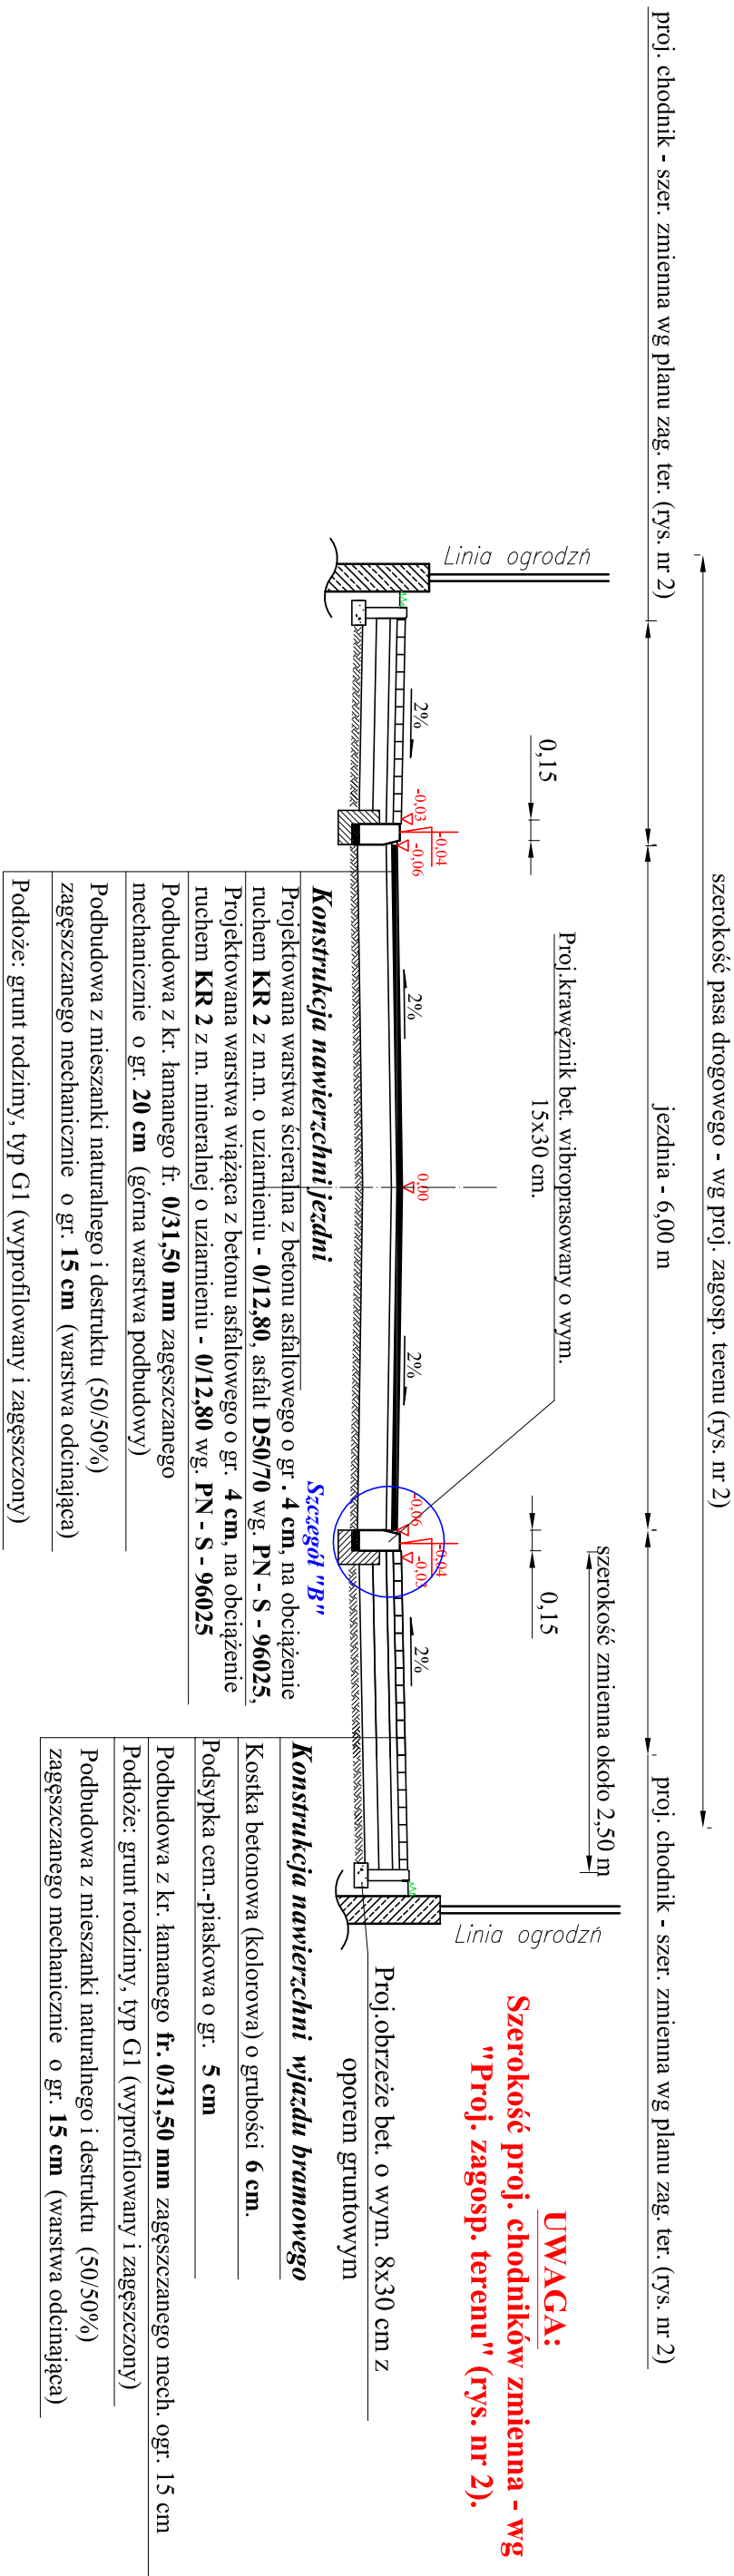 szerokość pasa drogowego - wg proj. zagosp. terenu (rys. nr 2)
proj. chodnik - szer. zmienna wg planu zag. ter. (rys. nr 2)
jezdnia - 6,00 m
proj. chodnik - szer. zmienna wg planu zag. ter. (rys. nr 2)
szerokość zmienna około 2,50 m
0,15
0,15
Proj.krawężnik bet. wibroprasowany o wym.
15x30 cm.
UWAGA:
Szerokość proj. chodników zmienna - wg
"Proj. zagosp. terenu" (rys. nr 2).
Linia ogrodzń
Linia ogrodzń
2%
-0,03
-0,04
-0,06
2%
0,00
2%
-0,06
-0,04
-0,03
2%
Proj.obrzeże bet. o wym. 8x30 cm z
oporem gruntowym
Szczegół "B"
Konstrukcja nawierzchni jezdni
Projektowana warstwa ścieralna z betonu asfaltowego o gr . 4 cm, na obciążenie
ruchem KR 2 z m.m. o uziarnieniu - 0/12,80, asfalt D50/70 wg. PN - S - 96025,
Projektowana warstwa wiążąca z betonu asfaltowego o gr. 4 cm, na obciążenie
ruchem KR 2 z m. mineralnej o uziarnieniu - 0/12,80 wg. PN - S - 96025
Podbudowa z kr. łamanego fr. 0/31,50 mm zagęszczanego
mechanicznie o gr. 20 cm (górna warstwa podbudowy)
Podbudowa z mieszanki naturalnego i destruktu (50/50%)
zagęszczanego mechanicznie o gr. 15 cm (warstwa odcinająca)
Podłoże: grunt rodzimy, typ G1 (wyprofilowany i zagęszczony)
Konstrukcja nawierzchni wjazdu bramowego
Kostka betonowa (kolorowa) o grubości 6 cm.
Podsypka cem.-piaskowa o gr. 5 cm
Podbudowa z kr. łamanego fr. 0/31,50 mm zagęszczanego mech. ogr. 15 cm
Podłoże: grunt rodzimy, typ G1 (wyprofilowany i zagęszczony)
Podbudowa z mieszanki naturalnego i destruktu (50/50%)
zagęszczanego mechanicznie o gr. 15 cm (warstwa odcinająca)